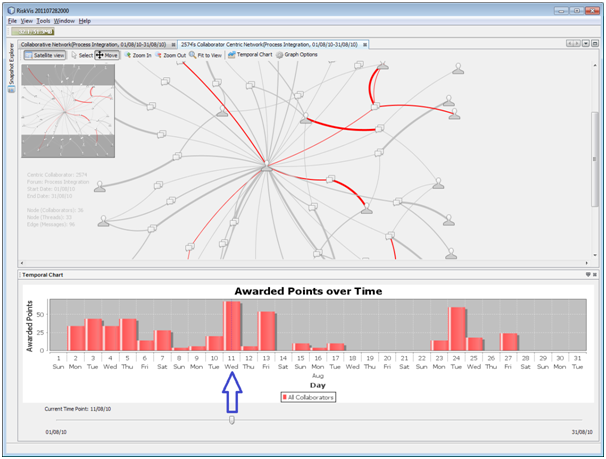 RiskVis 201107282000
File View Tools Window Help
Collaborative Network(Process Integration, 01/08/10-31/08/10) 2574's Collaborator Centric Network(Process Integration, 01/08/10-31/08/10)
Snapshot Explorer
Satellite view Select Move Zoom In Zoom Out Fit to View Temporal Chart Graph Options
Centric Collaborator: 2574
Forum: Process Integration
Start Date: 01/08/10
End Date: 31/08/10
Node (Collaborators): 56
Node (Threads): 33
Edge (Messages): 96
Temporal Chart
Awarded Points over Time
Awarded Points
50
25
0
1 2 3 4 5 6 7 8 9 10 11 12 13 14 15 16 17 18 19 20 21 22 23 24 25 26 27 28 29 30 31
Sun Mon Tue Wed Thu Fri Sat Sun Mon Tue Wed Thu Fri Sat Sun Mon Tue Wed Thu Fri Sat Sun Mon Tue Wed Thu Fri Sat Sun Mon Tue
Aug
Day
All Collaborators
Current Time Point: 11/08/10
01/08/10 31/08/10